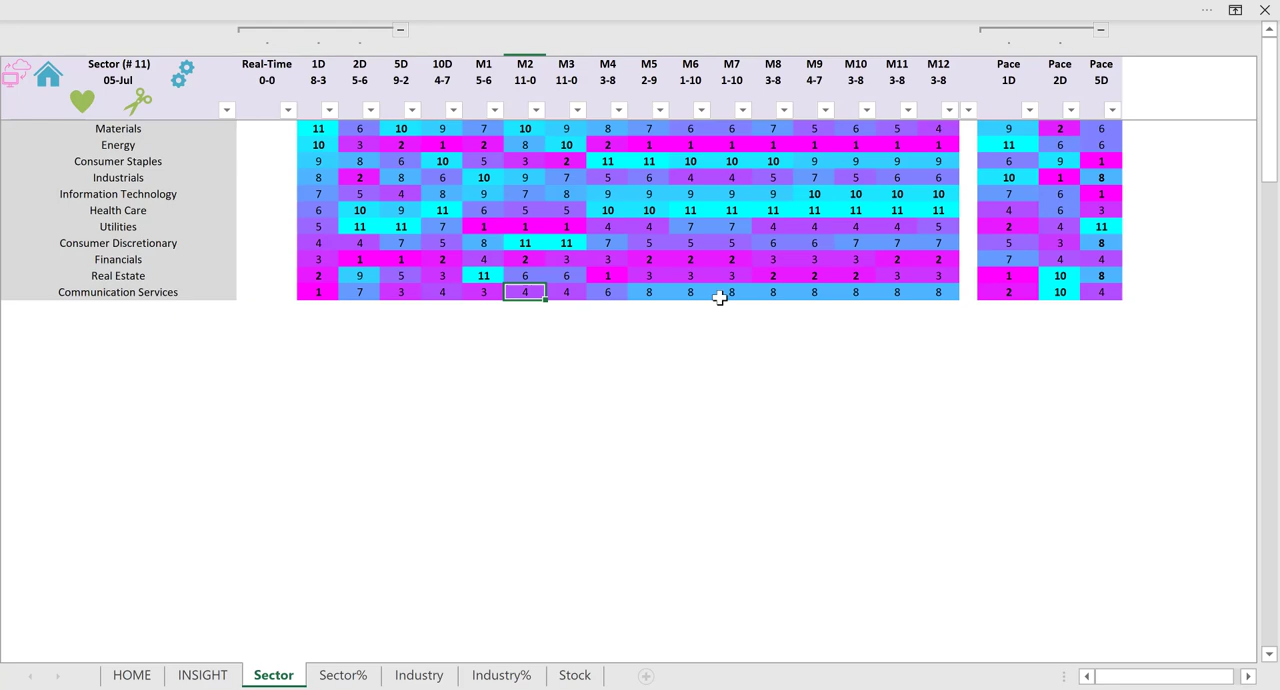 Sector (# 11) Real-Time 1D 2D 5D 10D M1 M2 M3 M4 M5 M6 M7 M8 M9 M10 M11 M12 Pace Pace Pace
05-Jul 0-0 8-3 5-6 9-2 4-7 5-6 11-0 11-0 3-8 2-9 1-10 1-10 3-8 4-7 3-8 3-8 3-8 1D 2D 5D
Materials 11 6 10 9 7 10 9 8 7 6 6 7 5 6 5 4 9 2 6
Energy 10 3 2 1 2 8 10 2 1 1 1 1 1 1 1 1 11 6 6
Consumer Staples 9 8 6 10 5 3 2 11 11 10 10 10 9 9 9 9 6 9 1
Industrials 8 2 8 6 10 9 7 5 6 4 4 5 7 5 6 6 10 1 8
Information Technology 7 5 4 8 9 7 8 9 9 9 9 9 10 10 10 10 7 6 1
Health Care 6 10 9 11 6 5 5 10 10 11 11 11 11 11 11 11 4 6 3
Utilities 5 11 11 7 1 1 1 4 4 7 7 4 4 4 4 5 2 4 11
Consumer Discretionary 4 4 7 5 8 11 11 7 5 5 5 6 6 7 7 7 5 3 8
Financials 3 1 1 2 4 2 3 3 2 2 2 3 3 3 2 2 7 4 4
Real Estate 2 9 5 3 11 6 6 1 3 3 3 2 2 2 3 3 1 10 8
Communication Services 1 7 3 4 3 4 4 6 8 8 8 8 8 8 8 8 2 10 4
HOME INSIGHT Sector Sector% Industry Industry% Stock